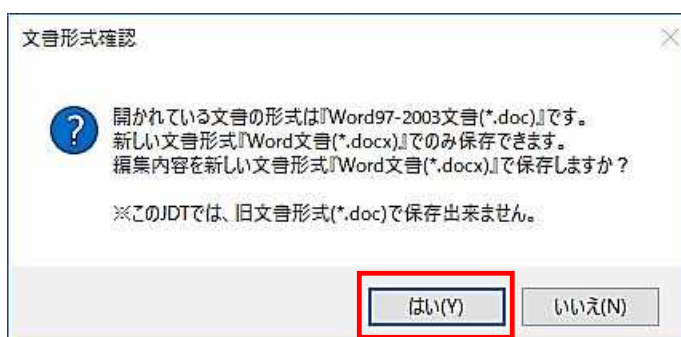 文書形式確認
開かれている文書の形式は『Word97-2003文書(*.doc)』です。
新しい文書形式『Word文書(*.docx)』でのみ保存できます。
編集内容を新しい文書形式『Word文書(*.docx)』で保存しますか？
※このJDTでは、旧文書形式(*.doc)で保存出来ません。
はい(Y)
いいえ(N)